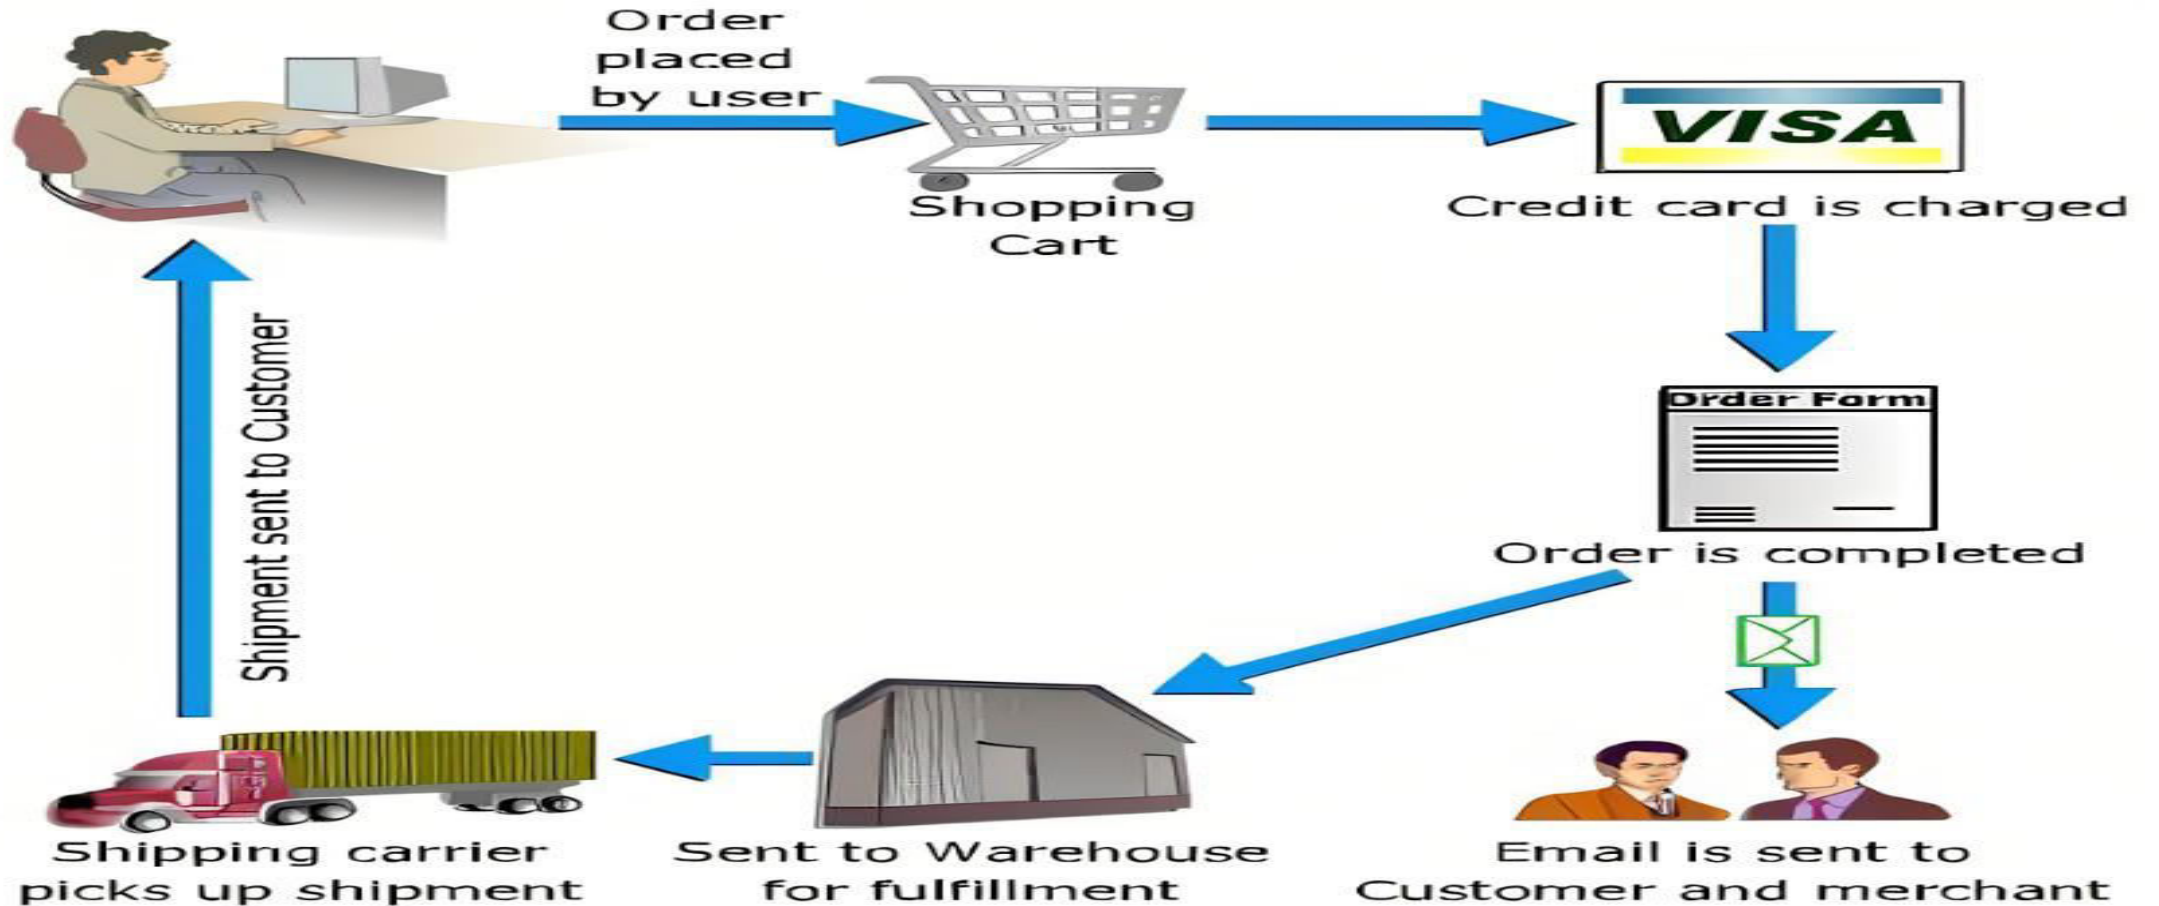 Order
placed
by user
Shopping
Cart
VISA
Credit card is charged
Order Form
Order is completed
Shipment sent to Customer
Shipping carrier
picks up shipment
Sent to Warehouse
for fulfillment
Email is sent to
Customer and merchant